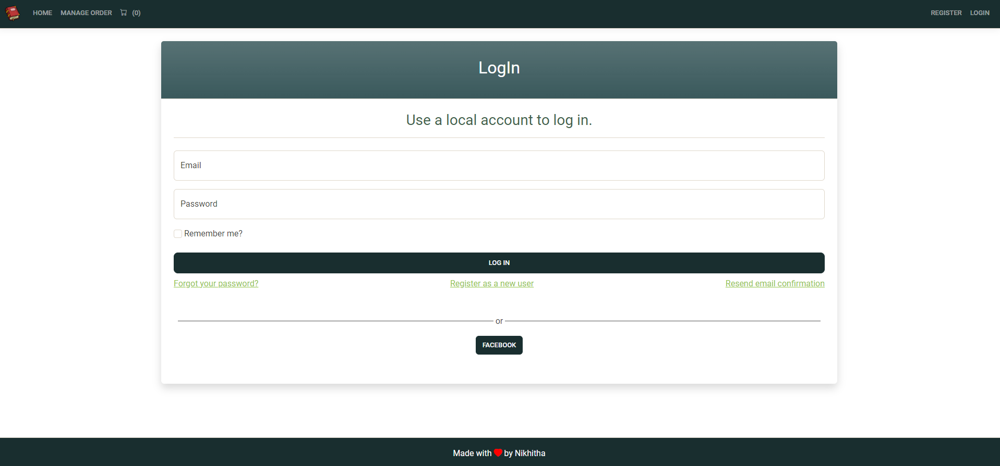 HOME MANAGE ORDER (0) REGISTER LOGIN
LogIn
Use a local account to log in.
Email
Password
Remember me?
LOG IN
Forgot your password? Register as a new user Resend email confirmation
or
FACEBOOK
Made with ❤ by Nikhitha